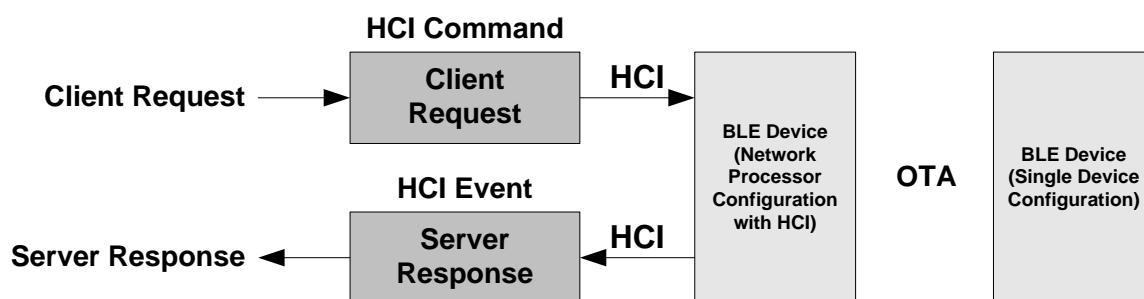 HCI Command
Client Request
Client
Request
HCI
HCI Event
Server Response
Server
Response
HCI
BLE Device
(Network
Processor
Configuration
with HCI)
OTA
BLE Device
(Single Device
Configuration)